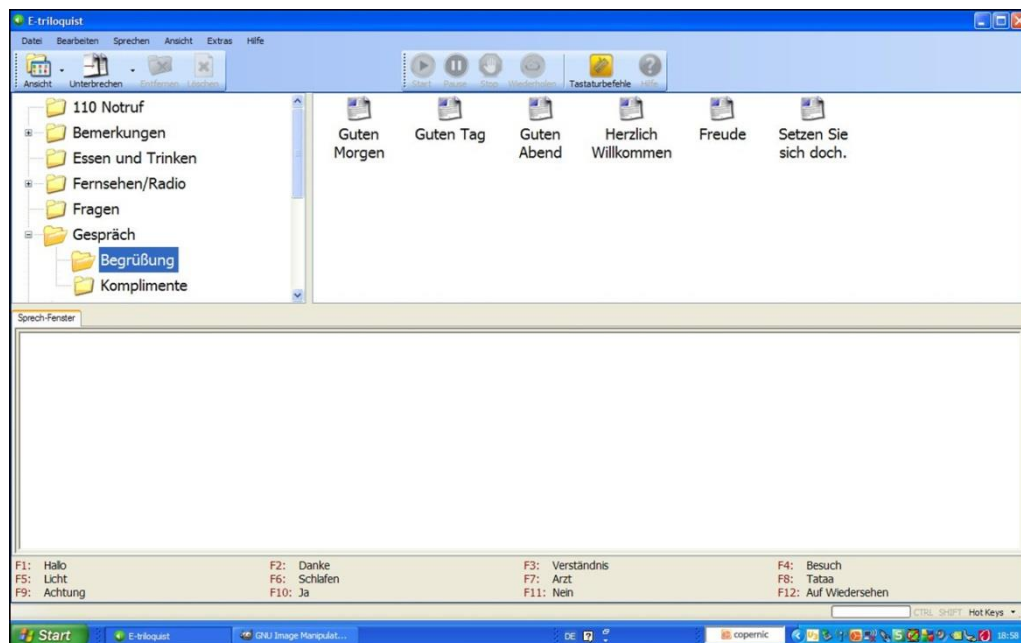 E-triloquist
Datei Bearbeiten Sprechen Ansicht Extras Hilfe
Ansicht Unterbrechen Entfernen Löschen Start Pause Stop Wiederholen Tastaturbefehle Hilfe
110 Notruf
Bemerkungen
Essen und Trinken
Fernsehen/Radio
Fragen
Gespräch
Begrüßung
Komplimente
Guten
Morgen
Guten Tag
Guten
Abend
Herzlich
Willkommen
Freude
Setzen Sie
sich doch.
Sprech-Fenster
F1: Hallo F2: Danke F3: Verständnis F4: Besuch
F5: Licht F6: Schlafen F7: Arzt F8: Tataa
F9: Achtung F10: Ja F11: Nein F12: Auf Wiedersehen
CTRL SHIFT Hot Keys
Start E-triloquist GNU Image Manipulat... DE copernic 18:58